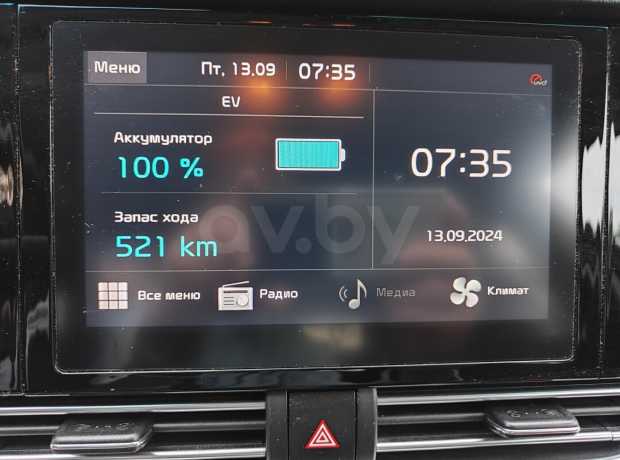 Меню Пт, 13.09 07:35
EV
Аккумулятор
100 %
07:35
Запас хода
521 km
13.09.2024
av.by
Все меню Радио Медиа Климат